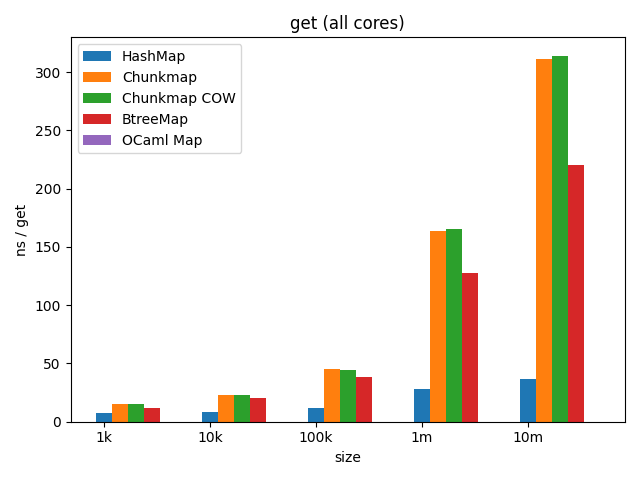 get (all cores)
HashMap
Chunkmap
Chunkmap COW
BtreeMap
OCaml Map
300
250
200
150
100
50
0
ns / get
1k 10k 100k 1m 10m
size